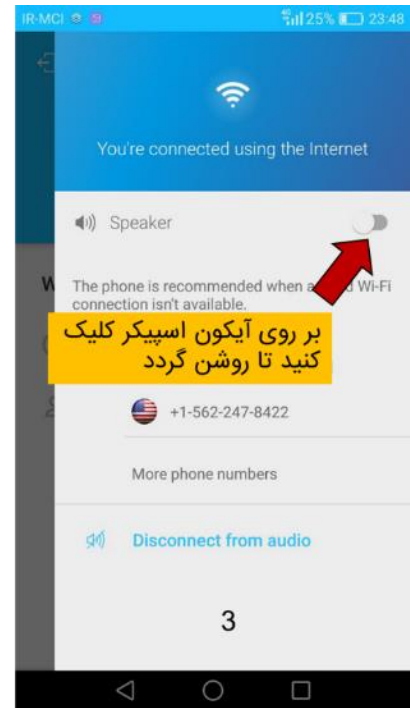 IR-MCI 25% 23:48
You're connected using the Internet
Speaker
The phone is recommended when a Wi-Fi
connection isn't available.
بر روی آیکون اسپیکر کلیک
کنید تا روشن گردد
+1-562-247-8422
More phone numbers
Disconnect from audio
3